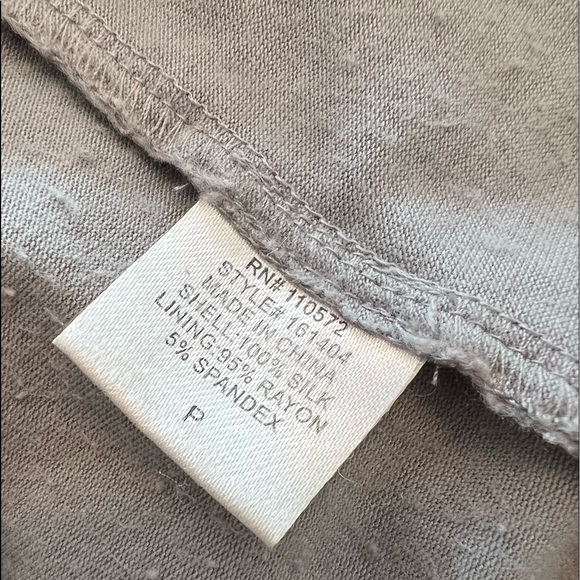 RN# 110572
STYLE# 161404
MADE IN CHINA
SHELL:100% SILK
LINING:95% RAYON
5% SPANDEX
P